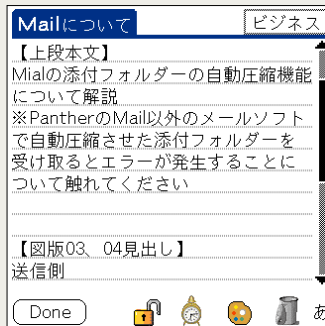 Mailについて
ビジネス
【上段本文】
Mialの添付フォルダーの自動圧縮機能
について解説
※PantherのMail以外のメールソフト
で自動圧縮させた添付フォルダーを
受け取るとエラーが発生することに
ついて触れてください
【図版03、04見出し】
送信側
Done
あ